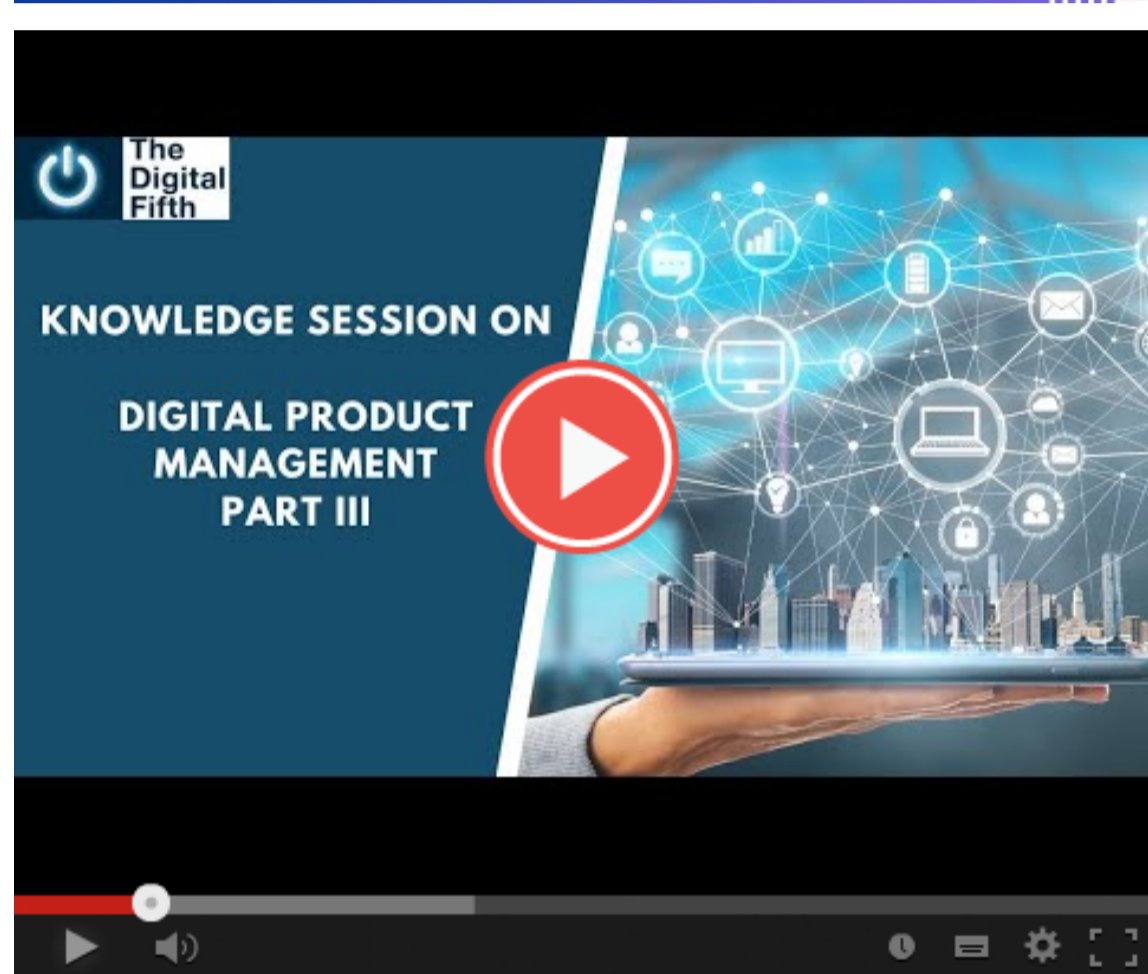 The
Digital
Fifth
KNOWLEDGE SESSION ON
DIGITAL PRODUCT
MANAGEMENT
PART III